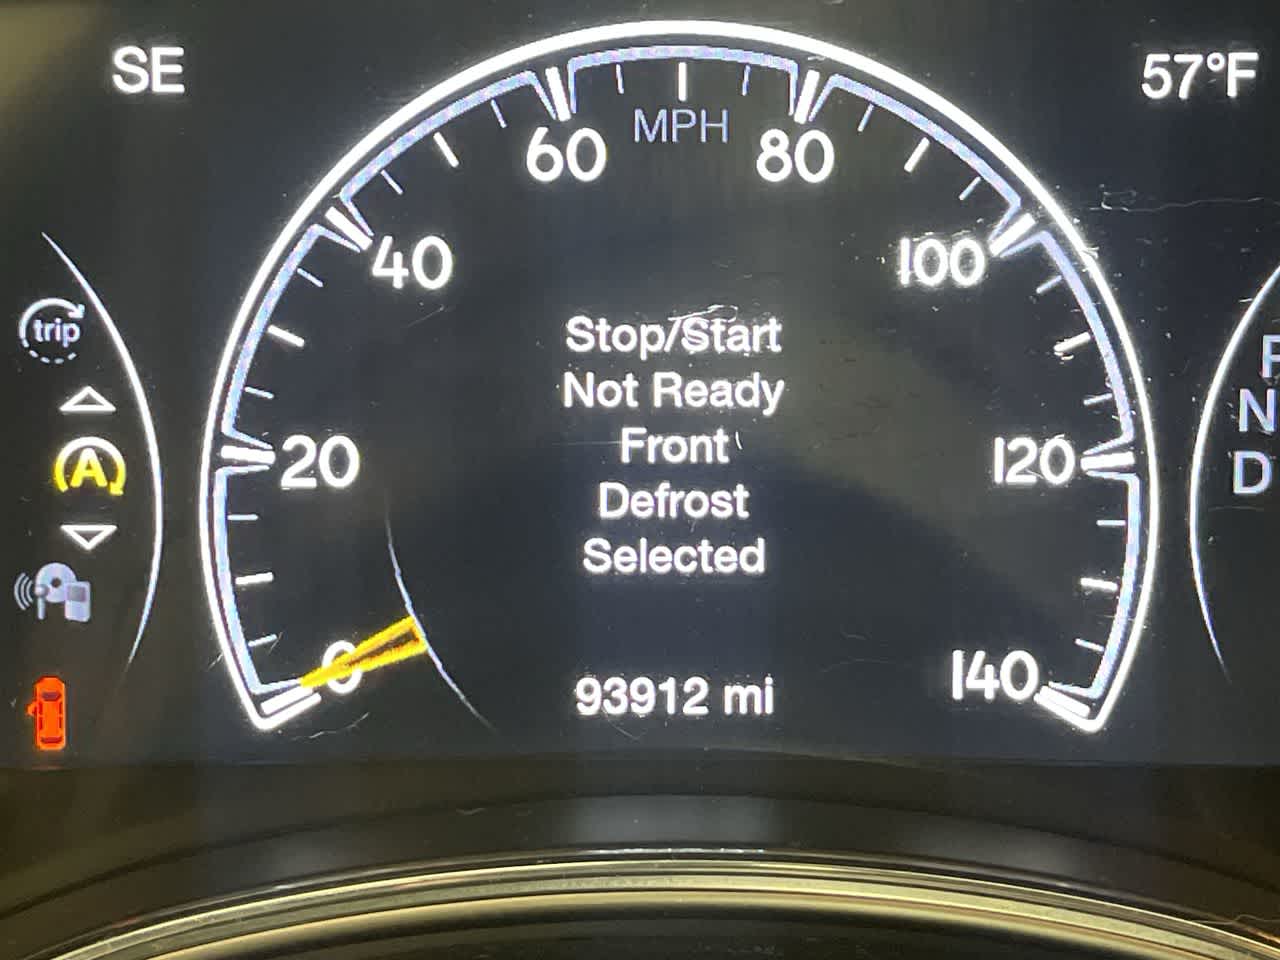 SE
57°F
MPH
60
80
40
100
trip
Stop/Start
Not Ready
Front
Defrost
Selected
A
20
120
N
D
0
140
93912 mi